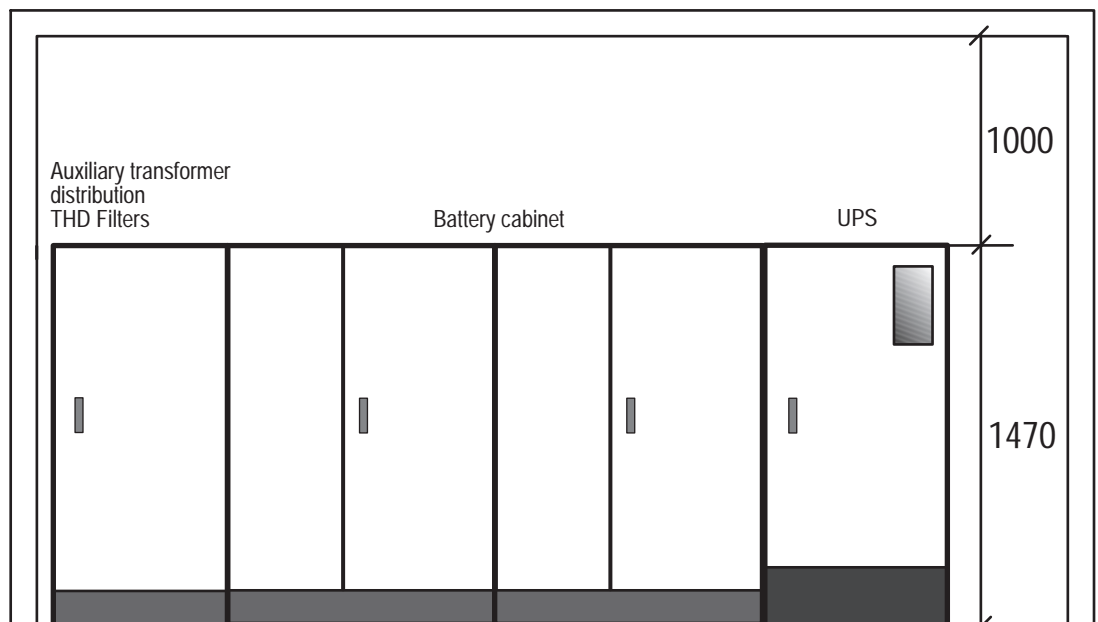 1000
Auxiliary transformer
distribution
THD Filters
Battery cabinet
UPS
1470